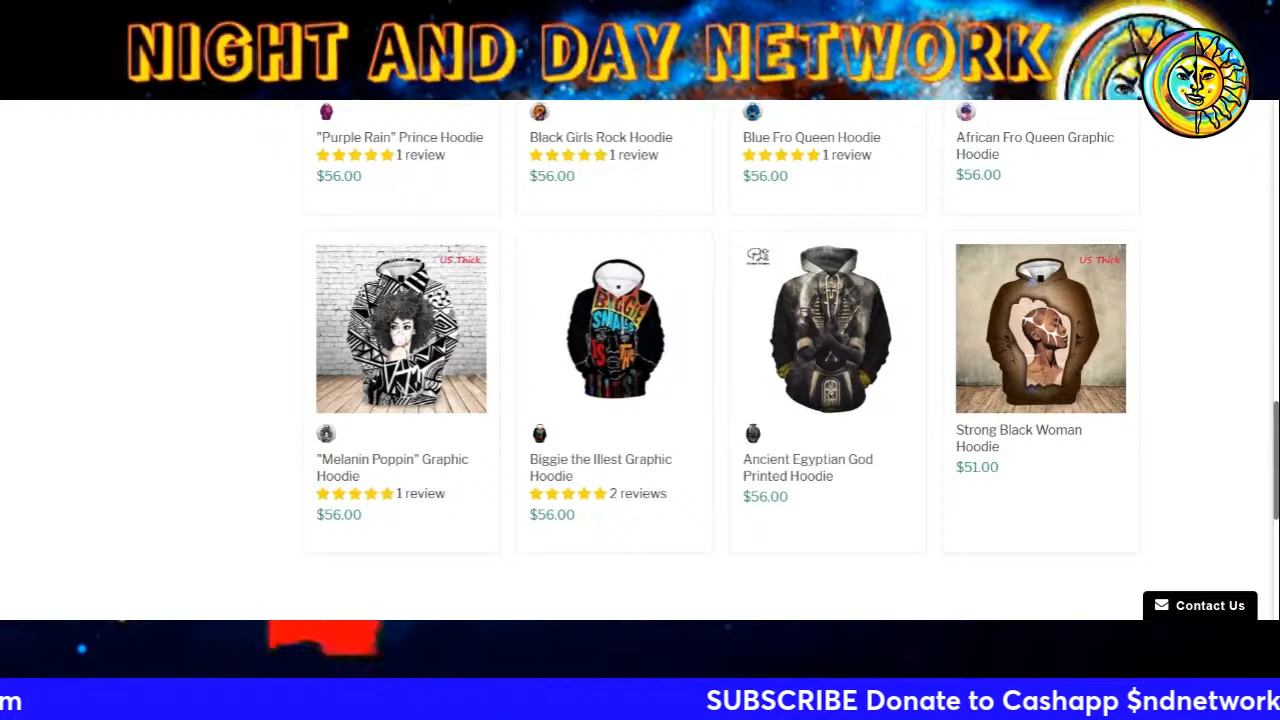 NIGHT AND DAY NETWORK
"Purple Rain" Prince Hoodie
1 review
$56.00
Black Girls Rock Hoodie
1 review
$56.00
Blue Fro Queen Hoodie
1 review
$56.00
African Fro Queen Graphic
Hoodie
$56.00
US Thick
BIGGIE
SMALLS
IS THE
US Thick
"Melanin Poppin" Graphic
Hoodie
1 review
$56.00
Biggie the Illest Graphic
Hoodie
2 reviews
$56.00
Ancient Egyptian God
Printed Hoodie
$56.00
Strong Black Woman
Hoodie
$51.00
Contact Us
m
SUBSCRIBE Donate to Cashapp $ndnetwork